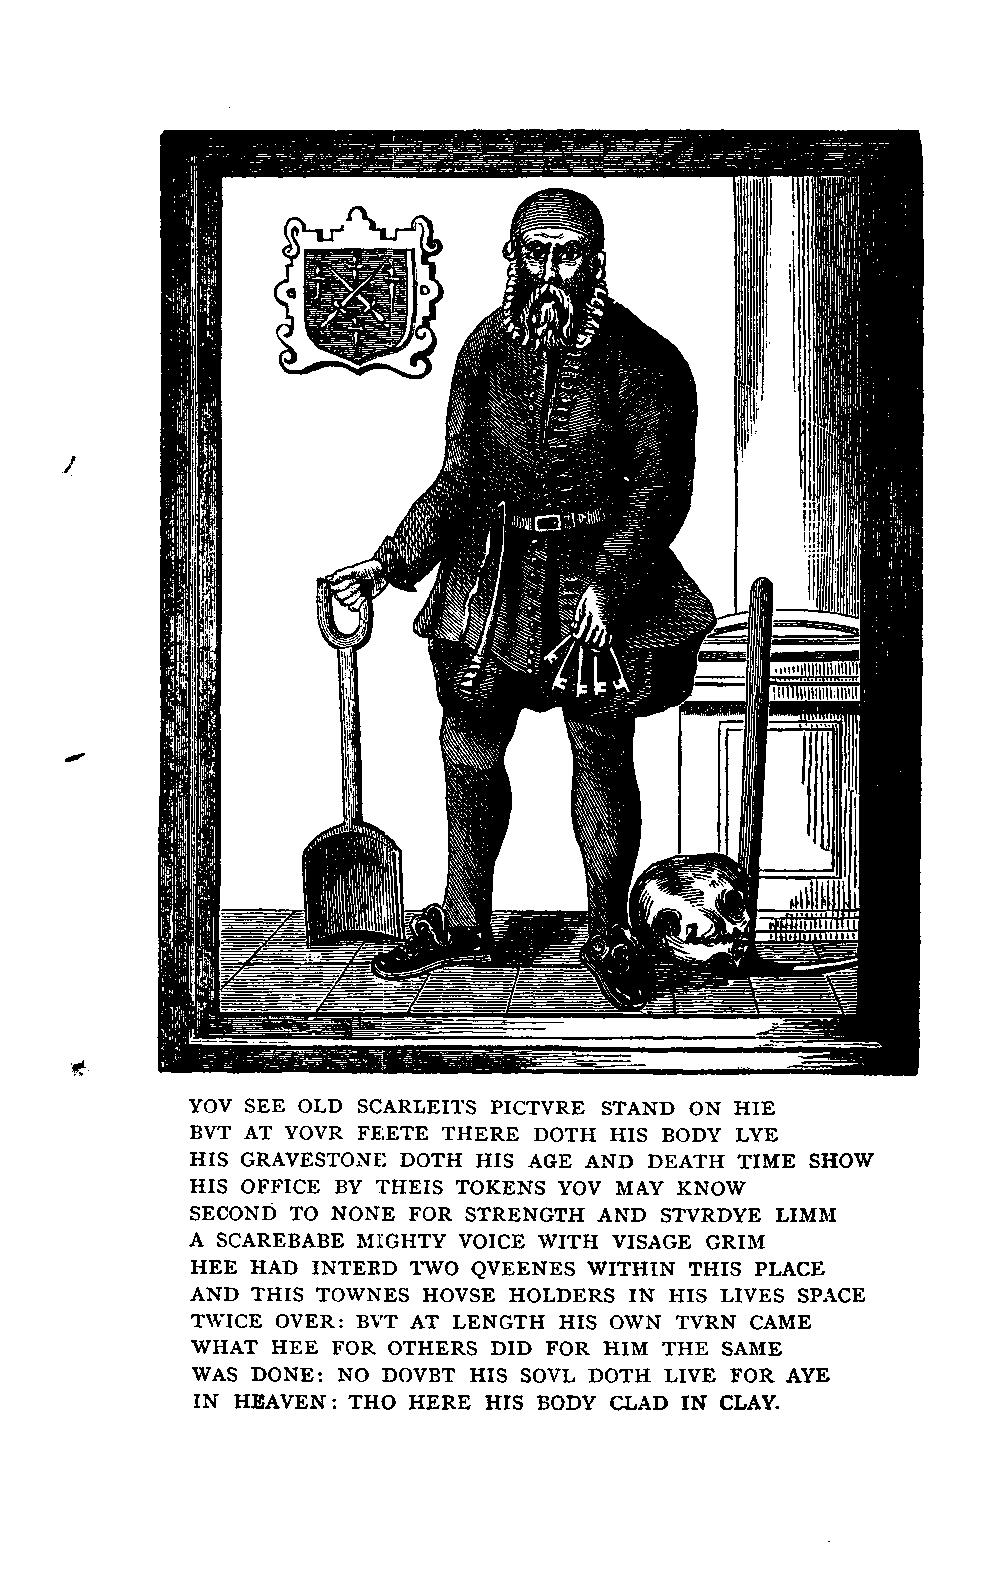 YOV SEE OLD SCARLEITS PICTVRE STAND ON HIE
BVT AT YOVR FEETE THERE DOTH HIS BODY LYE
HIS GRAVESTONE DOTH HIS AGE AND DEATH TIME SHOW
HIS OFFICE BY THEIS TOKENS YOV MAY KNOW
SECOND TO NONE FOR STRENGTH AND STVRDYE LIMM
A SCAREBABE MIGHTY VOICE WITH VISAGE GRIM
HEE HAD INTERD TWO QVEENES WITHIN THIS PLACE
AND THIS TOWNES HOVSE HOLDERS IN HIS LIVES SPACE
TWICE OVER: BVT AT LENGTH HIS OWN TVRN CAME
WHAT HEE FOR OTHERS DID FOR HIM THE SAME
WAS DONE: NO DOVBT HIS SOVL DOTH LIVE FOR AYE
IN HEAVEN: THO HERE HIS BODY CLAD IN CLAY.